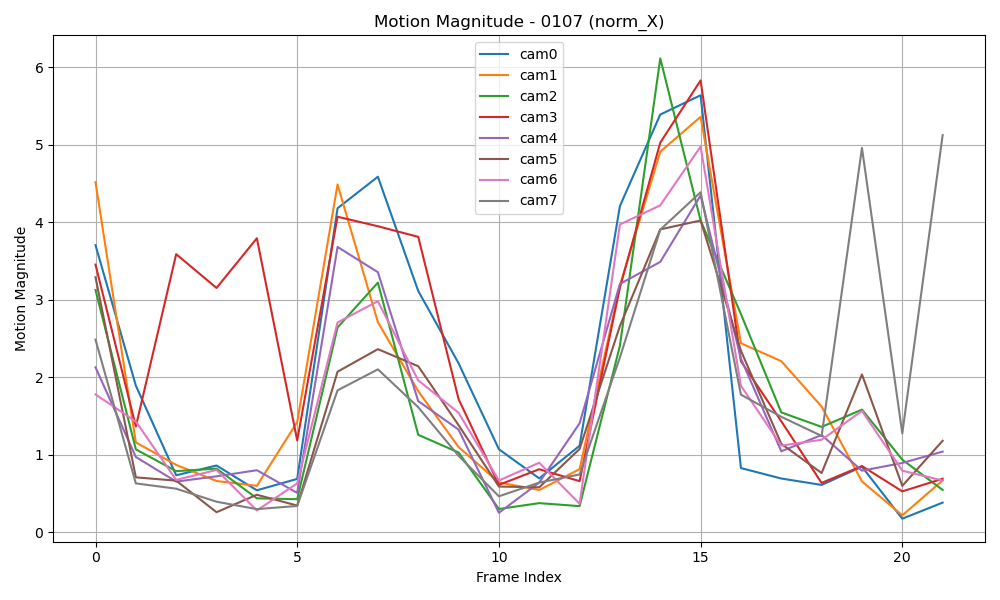 Motion Magnitude - 0107 (norm_X)
cam0
cam1
cam2
cam3
cam4
cam5
cam6
cam7
Motion Magnitude
6
5
4
3
2
1
0
0 5 10 15 20
Frame Index